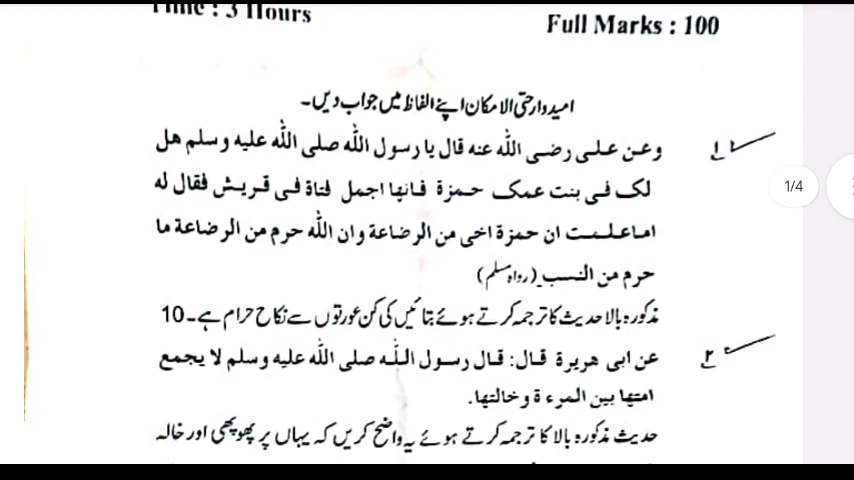 Time : 3 Hours
Full Marks : 100
امیدوار حتی الامکان اپنے الفاظ میں جواب دیں۔
۱ وعن علی رضی اللہ عنه قال یا رسول اللہ صلی اللہ علیه وسلم هل
لک فی بنت عمک حمزة فانها اجمل فتاة فی قریش فقال له
اما علمت ان حمزة اخی من الرضاعة وان اللہ حرم من الرضاعة ما
حرم من النسب۔ (رواہ مسلم)
مذکورہ بالا حدیث کا ترجمہ کرتے ہوئے بتائیں کی کن عورتوں سے نکاح حرام ہے۔ 10
۲ عن ابی هریرة قال: قال رسول اللہ صلی اللہ علیه وسلم لا یجمع
امتها بین المرء ة وخالتها۔
حدیث مذکورہ بالا کا ترجمہ کرتے ہوئے یہ واضح کریں کہ یہاں پر پھوپھی اور خالہ
1/4